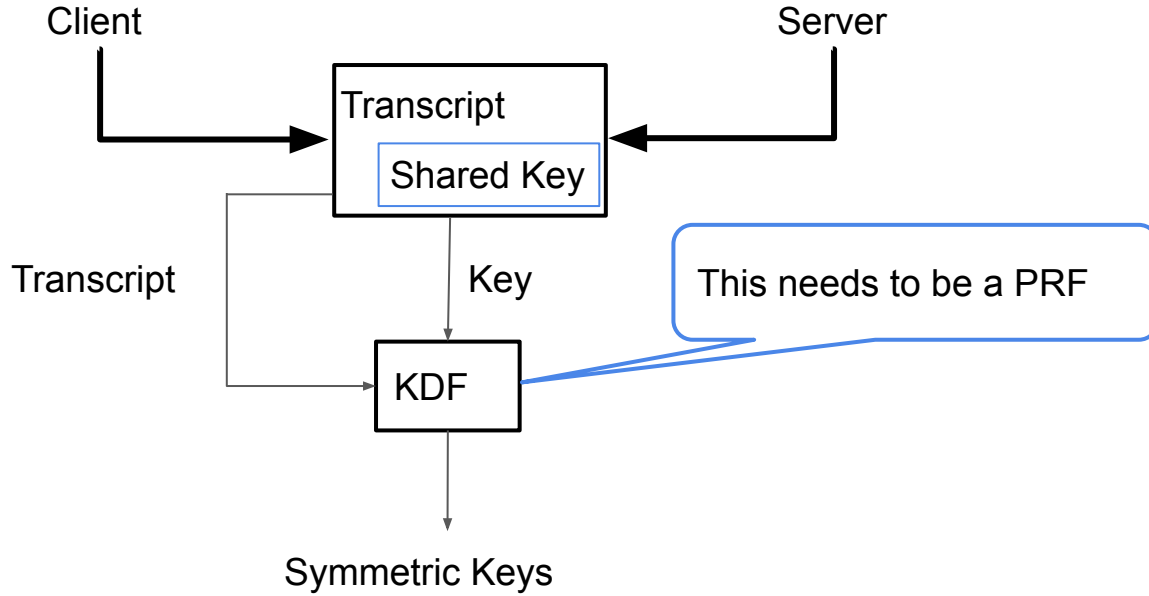 Client
Server
Transcript
Shared Key
Transcript
Key
This needs to be a PRF
KDF
Symmetric Keys